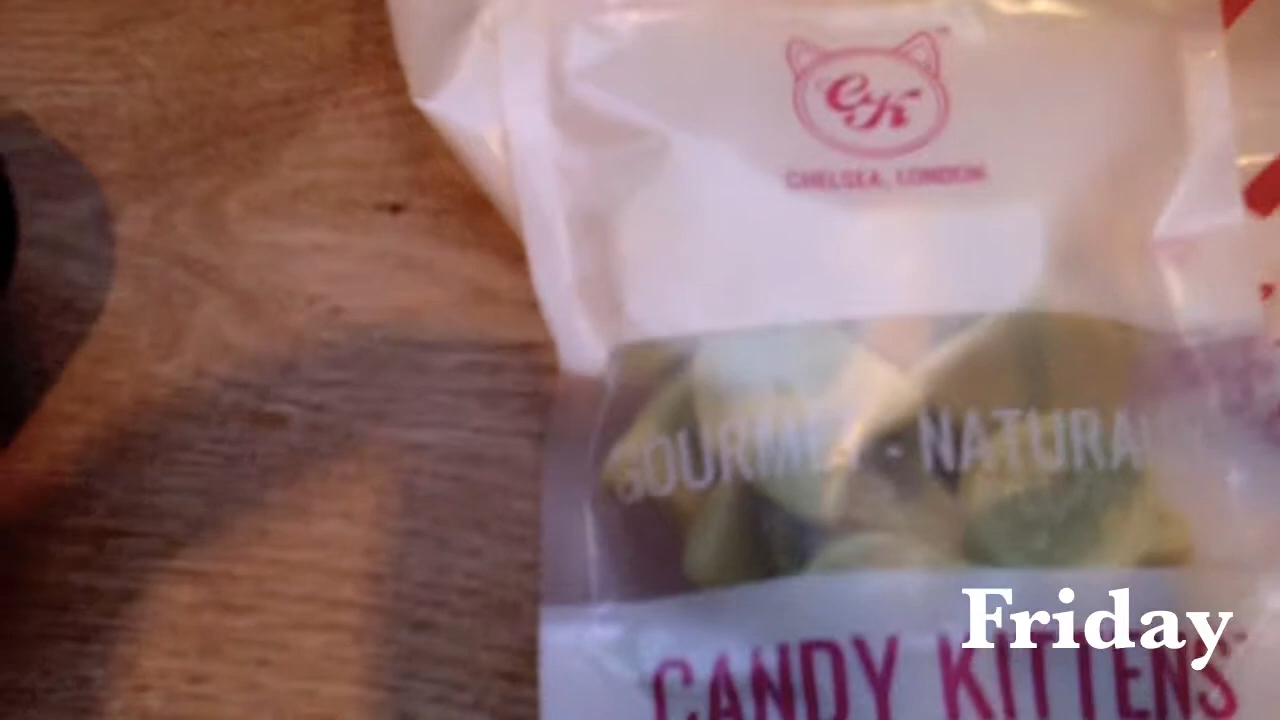 CK
CHELSEA, LONDON
GOURMET - NATURAL
CANDY KITTENS
Friday